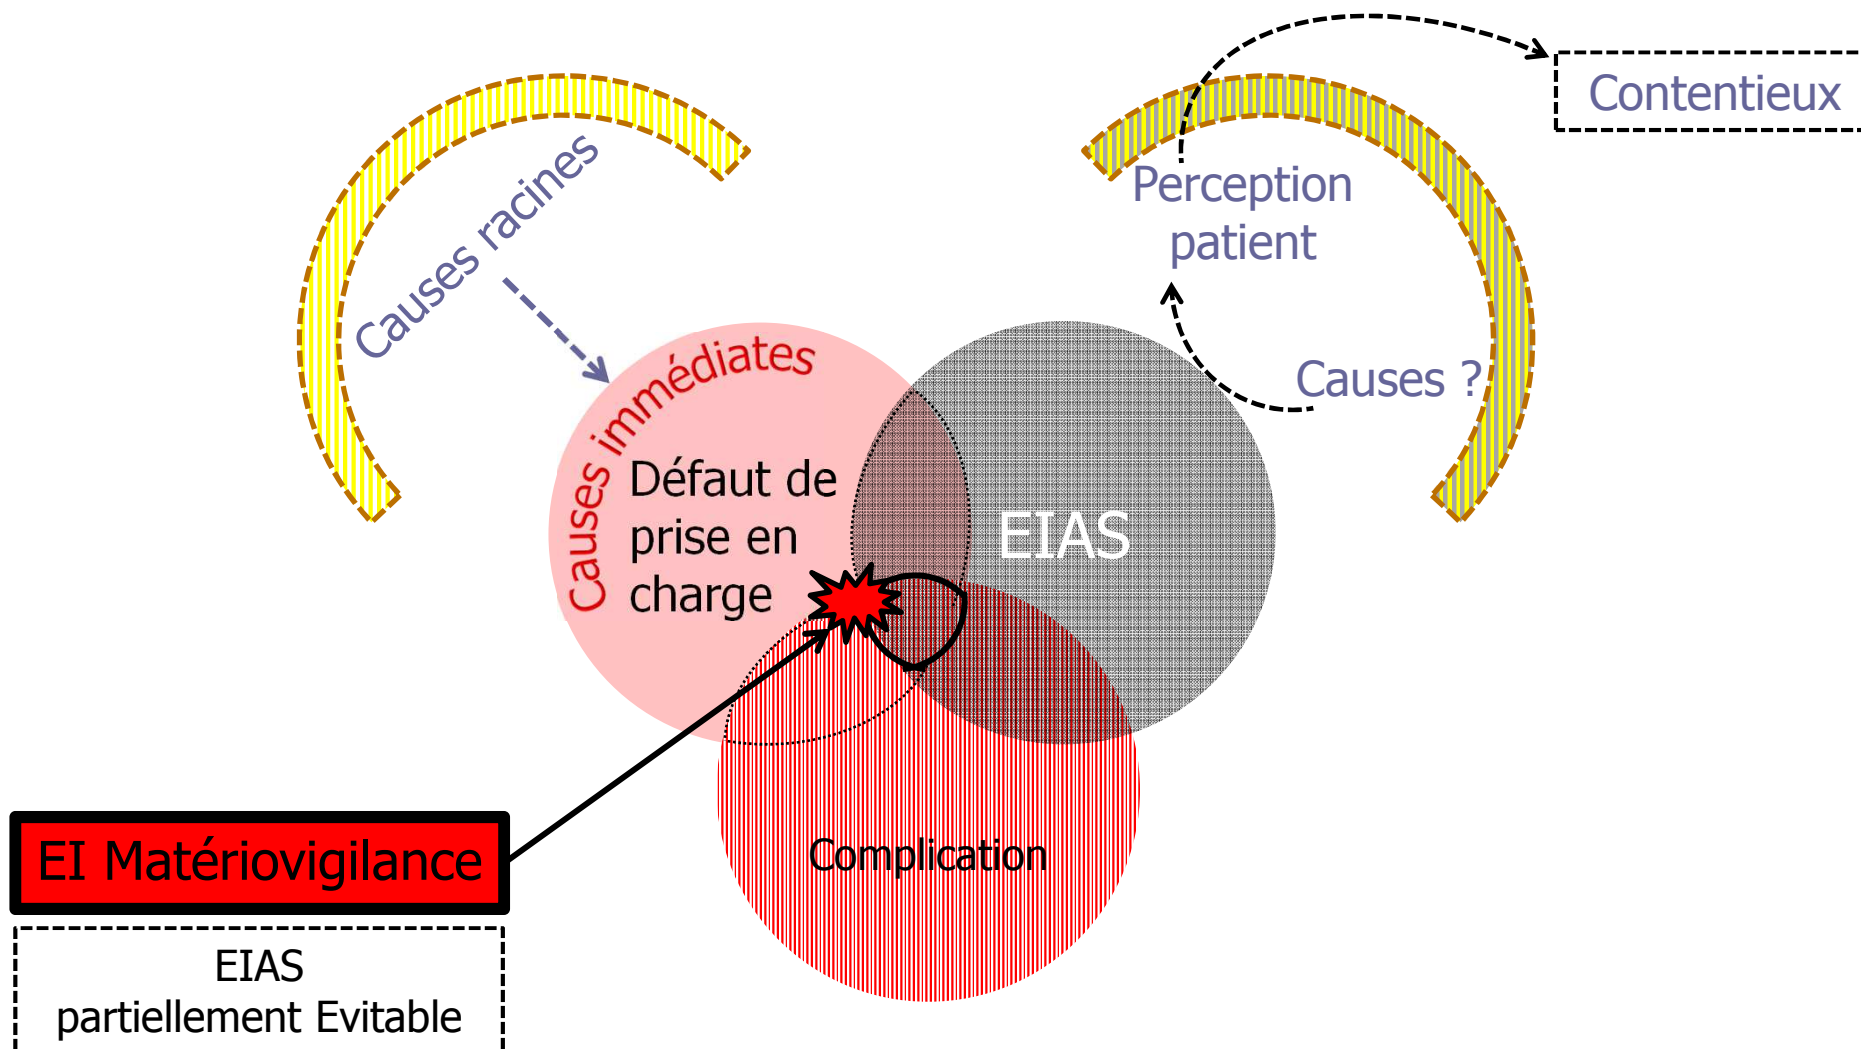 Contentieux
Causes racines
Perception
patient
Causes ?
Causes immédiates
Défaut de
prise en
charge
EIAS
Complication
EI Matériovigilance
EIAS
partiellement Evitable